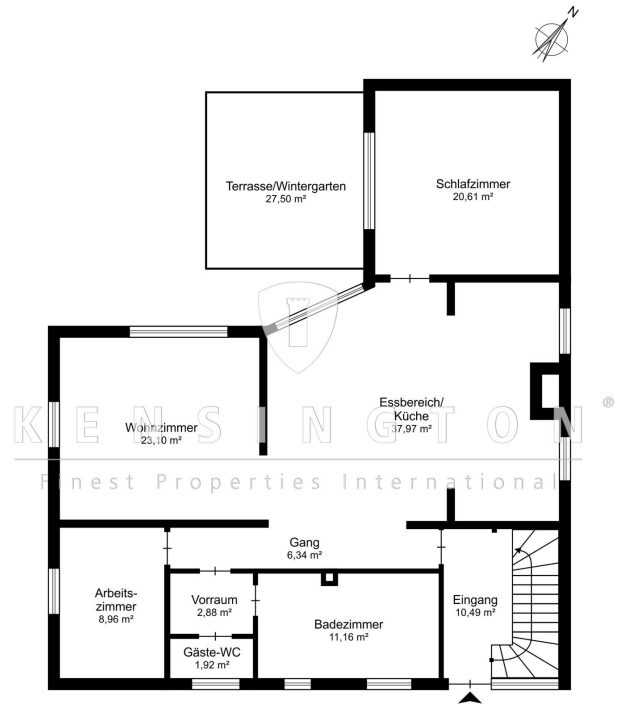 N
Terrasse/Wintergarten
27,50 m²
Schlafzimmer
20,61 m²
Essbereich/
Küche
37,97 m²
Wohnzimmer
23,10 m²
KENSINGTON®
Finest Properties International
Gang
6,34 m²
Arbeits-
zimmer
8,96 m²
Vorraum
2,88 m²
Eingang
10,49 m²
Badezimmer
11,16 m²
Gäste-WC
1,92 m²